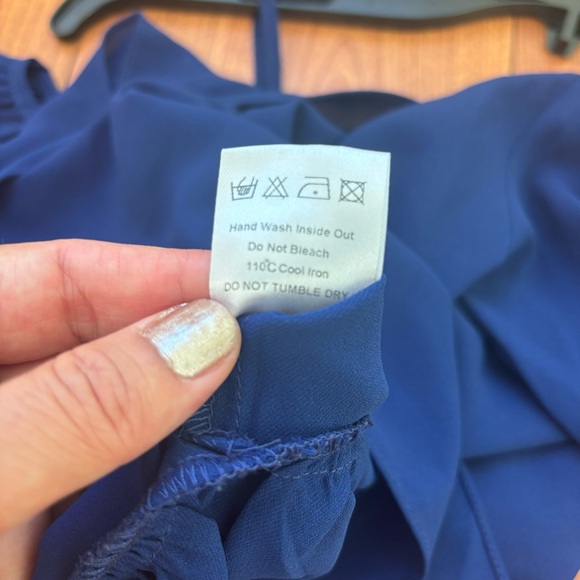 Hand Wash Inside Out
Do Not Bleach
110°C Cool Iron
DO NOT TUMBLE DRY